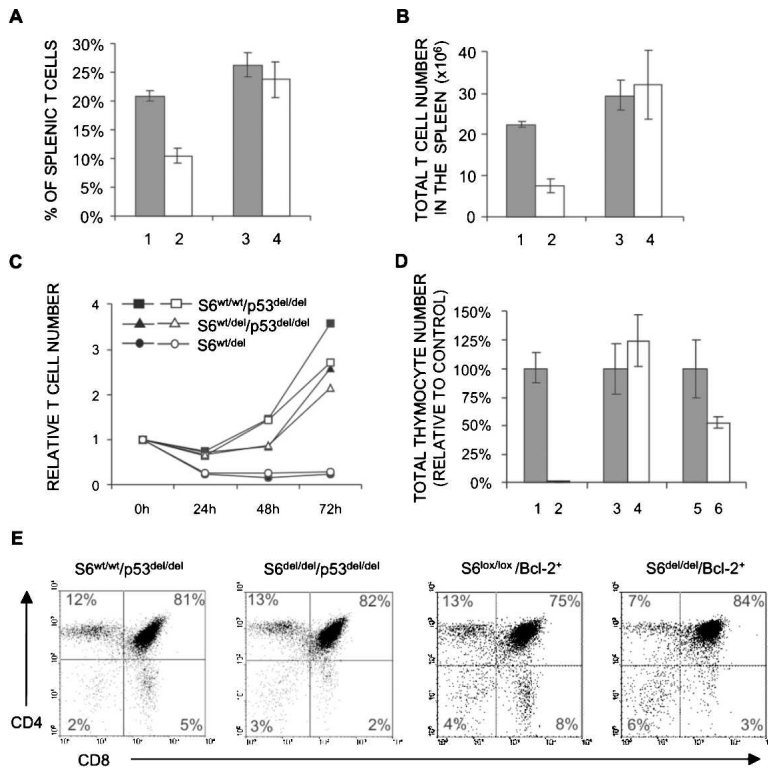 A
% OF SPLENIC T CELLS
30%
25%
20%
15%
10%
5%
0%
1 2 3 4
B
TOTAL T CELL NUMBER
IN THE SPLEEN (x10⁶)
40
30
20
10
0
1 2 3 4
C
RELATIVE T CELL NUMBER
4
3
2
1
0
S6wt/wt/p53del/del
S6wt/del/p53del/del
S6wt/del
0h 24h 48h 72h
D
TOTAL THYMOCYTE NUMBER
(RELATIVE TO CONTROL)
150%
125%
100%
75%
50%
25%
0%
1 2 3 4 5 6
E
S6wt/wt/p53del/del
S6del/del/p53del/del
S6lox/lox/Bcl-2+
S6del/del/Bcl-2+
12% 81%
2% 5%
13% 82%
3% 2%
13% 75%
4% 8%
7% 84%
6% 3%
CD4
CD8